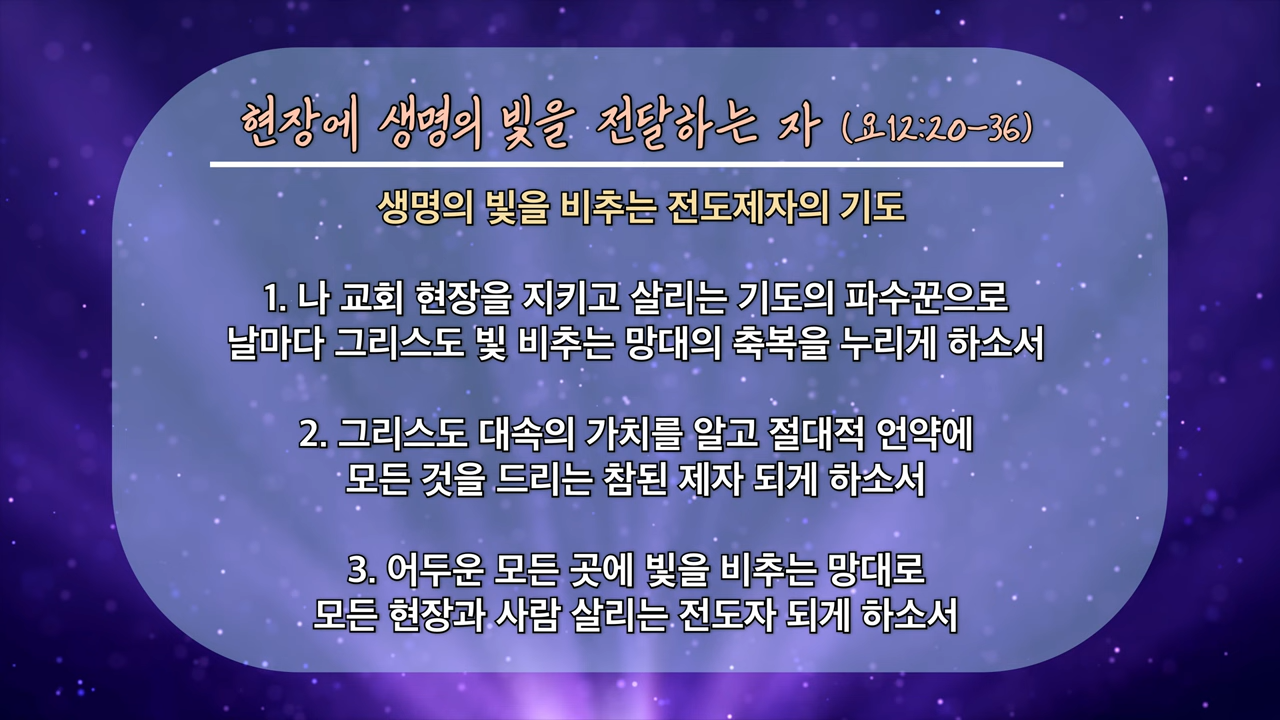 현장에 생명의 빛을 전달하는 자 (요12:20-36)
생명의 빛을 비추는 전도제자의 기도
1. 나 교회 현장을 지키고 살리는 기도의 파수꾼으로
날마다 그리스도 빛 비추는 망대의 축복을 누리게 하소서
2. 그리스도 대속의 가치를 알고 절대적 언약에
모든 것을 드리는 참된 제자 되게 하소서
3. 어두운 모든 곳에 빛을 비추는 망대로
모든 현장과 사람 살리는 전도자 되게 하소서